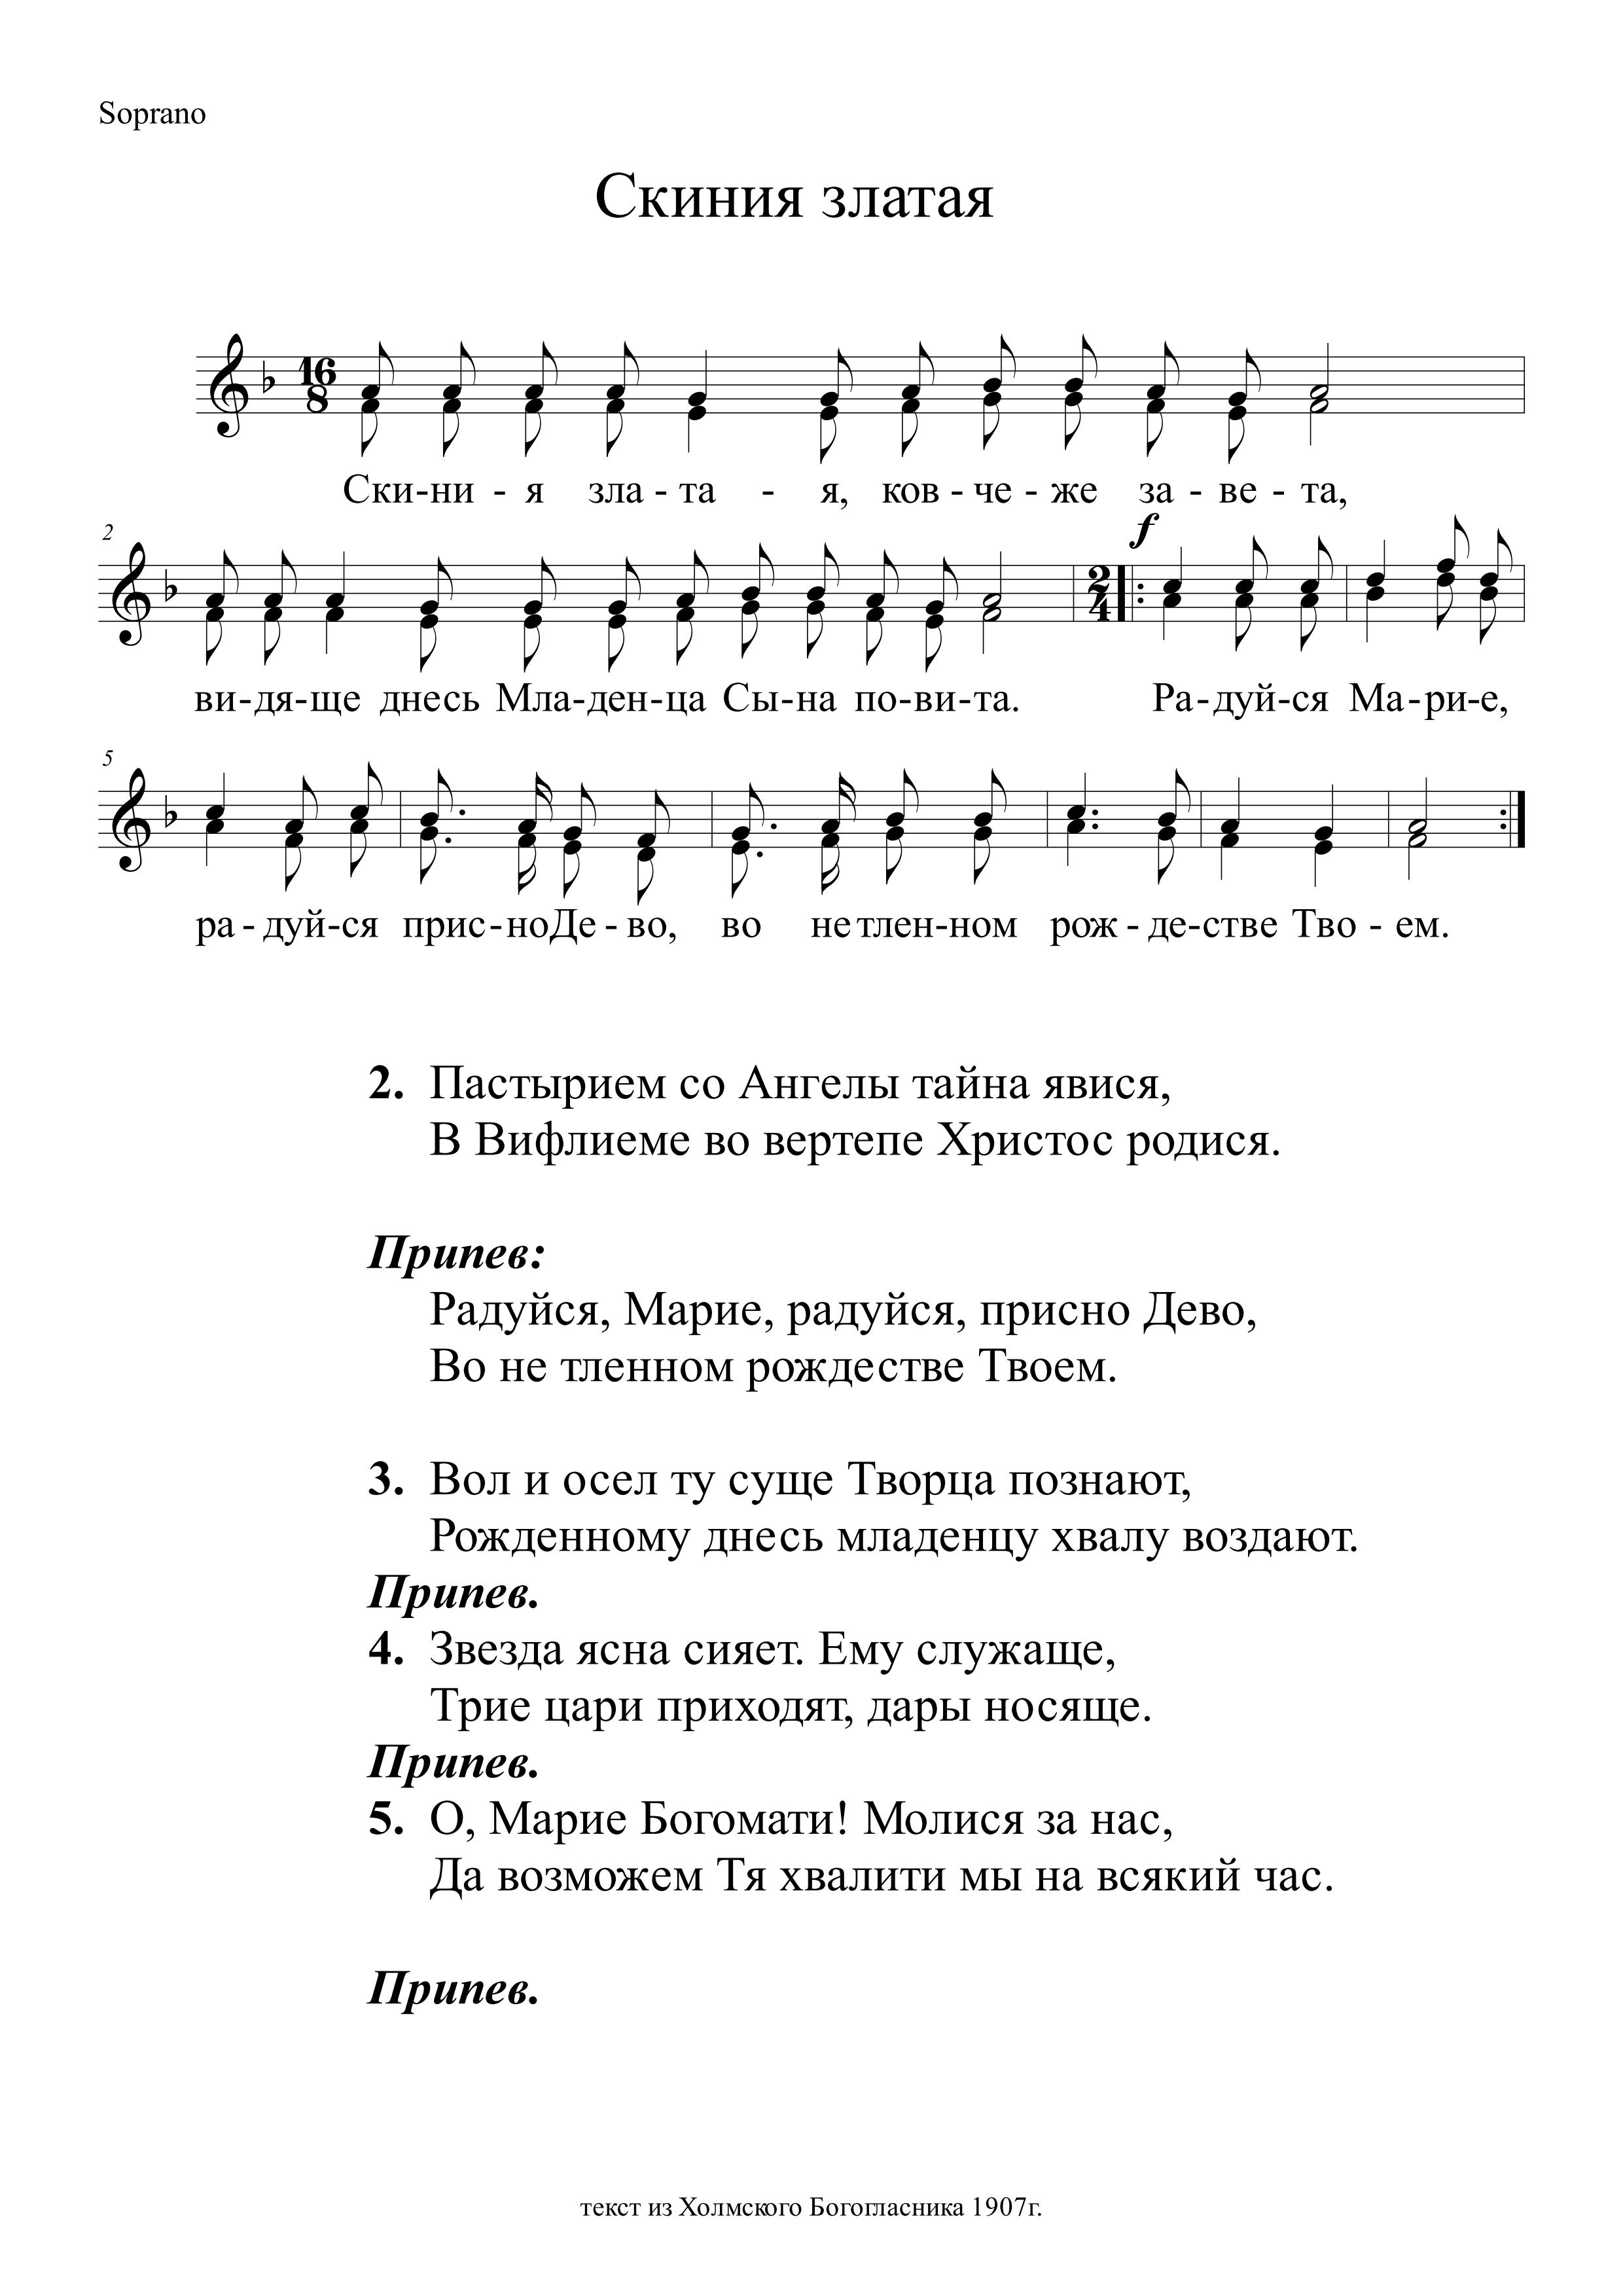 Soprano
Скиния златая
16
8
Ски-ни - я зла - та - я, ков - че - же за - ве - та,
2
f
2
4
ви-дя-ще днесь Мла-ден-ца Сы-на по-ви-та. Ра-дуй-ся Ма-ри-е,
5
ра - дуй-ся прис-ноДе - во, во не тлен-ном рож - де-стве Тво - ем.
2. Пастырием со Ангелы тайна явися,
В Вифлиеме во вертепе Христос родися.
Припев:
Радуйся, Марие, радуйся, присно Дево,
Во не тленном рождестве Твоем.
3. Вол и осел ту суще Творца познают,
Рожденному днесь младенцу хвалу воздают.
Припев.
4. Звезда ясна сияет. Ему служаще,
Трие цари приходят, дары носяще.
Припев.
5. О, Марие Богомати! Молися за нас,
Да возможем Тя хвалити мы на всякий час.
Припев.
текст из Холмского Богогласника 1907г.